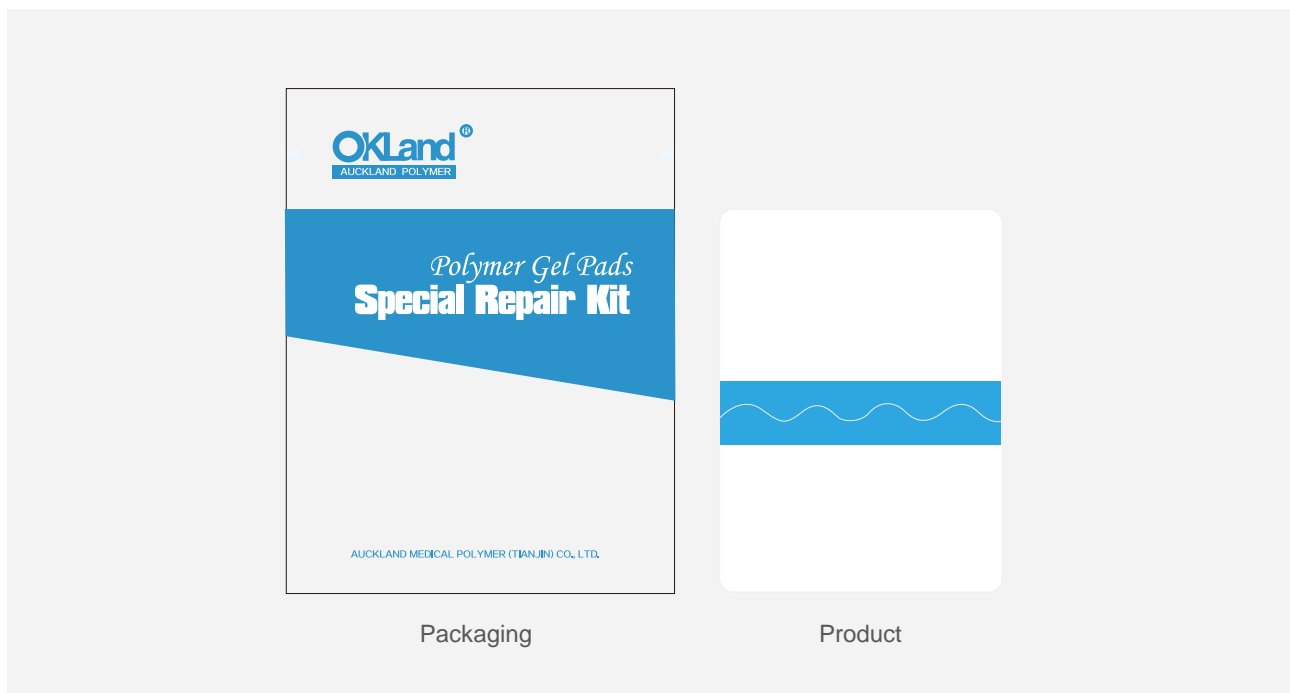 OKLand®
AUCKLAND POLYMER
Polymer Gel Pads
Special Repair Kit
AUCKLAND MEDICAL POLYMER (TIANJIN) CO., LTD.
Packaging
Product